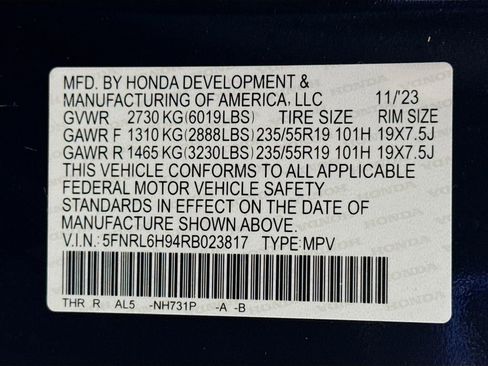 MFD. BY HONDA DEVELOPMENT &
MANUFACTURING OF AMERICA, LLC 11/'23
GVWR 2730 KG(6019LBS) TIRE SIZE RIM SIZE
GAWR F 1310 KG(2888LBS) 235/55R19 101H 19X7.5J
GAWR R 1465 KG(3230LBS) 235/55R19 101H 19X7.5J
THIS VEHICLE CONFORMS TO ALL APPLICABLE
FEDERAL MOTOR VEHICLE SAFETY
STANDARDS IN EFFECT ON THE DATE OF
MANUFACTURE SHOWN ABOVE.
V.I.N.: 5FNRL6H94RB023817 TYPE: MPV
THR R AL5 -NH731P -A -B